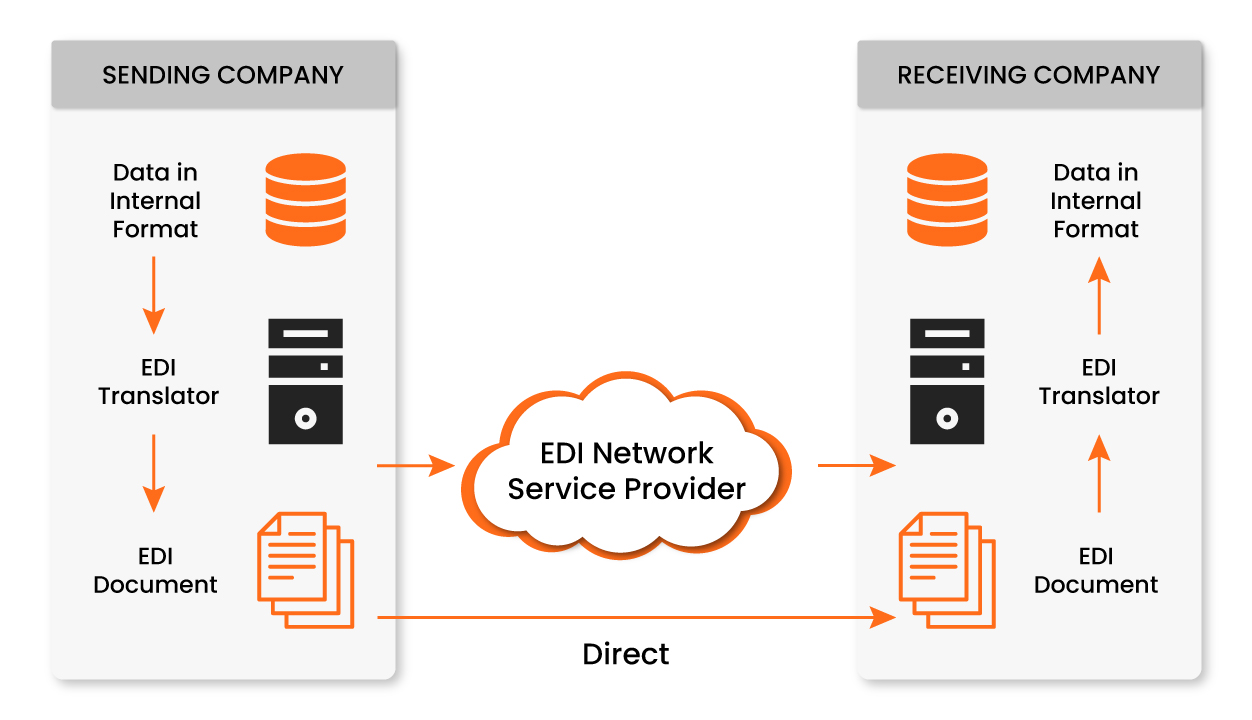 SENDING COMPANY
Data in
Internal
Format
EDI
Translator
EDI
Document
EDI Network
Service Provider
Direct
RECEIVING COMPANY
Data in
Internal
Format
EDI
Translator
EDI
Document